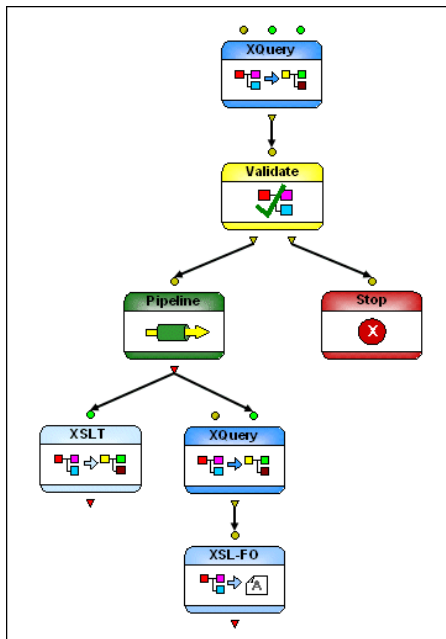 XQuery
Validate
Pipeline
Stop
X
XSLT
XQuery
XSL-FO
A